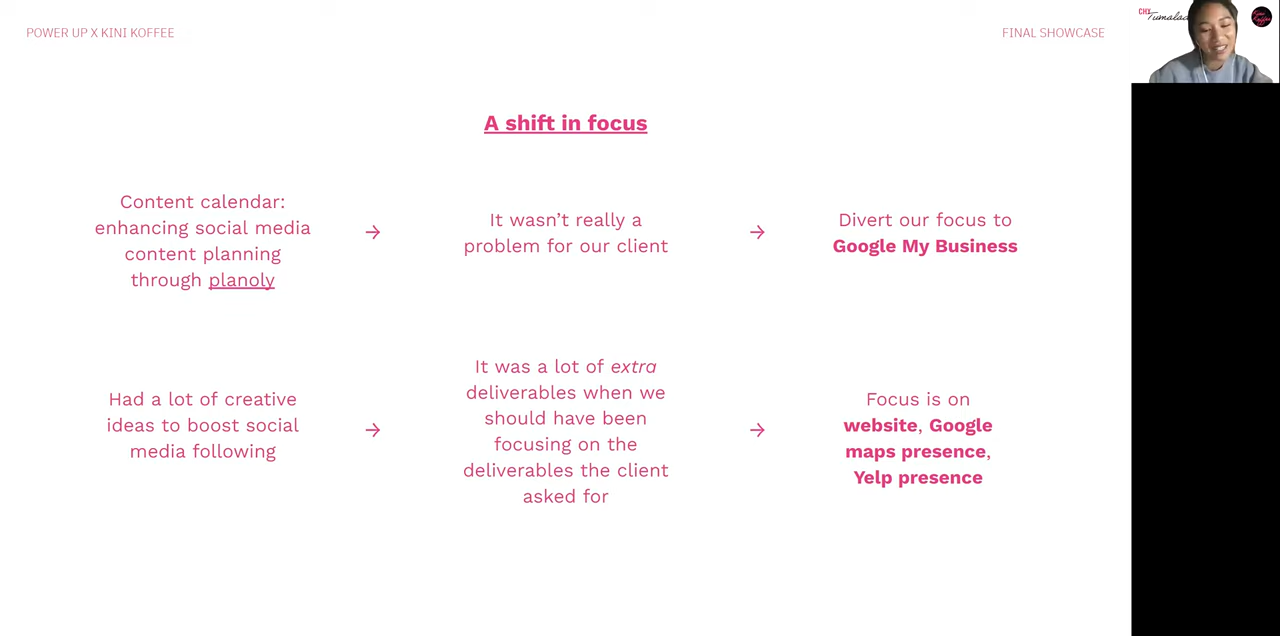 POWER UP X KINI KOFFEE
FINAL SHOWCASE
CHX
Tumalad
A shift in focus
Content calendar:
enhancing social media
content planning
through planoly
→
It wasn’t really a
problem for our client
→
Divert our focus to
Google My Business
Had a lot of creative
ideas to boost social
media following
→
It was a lot of extra
deliverables when we
should have been
focusing on the
deliverables the client
asked for
→
Focus is on
website, Google
maps presence,
Yelp presence